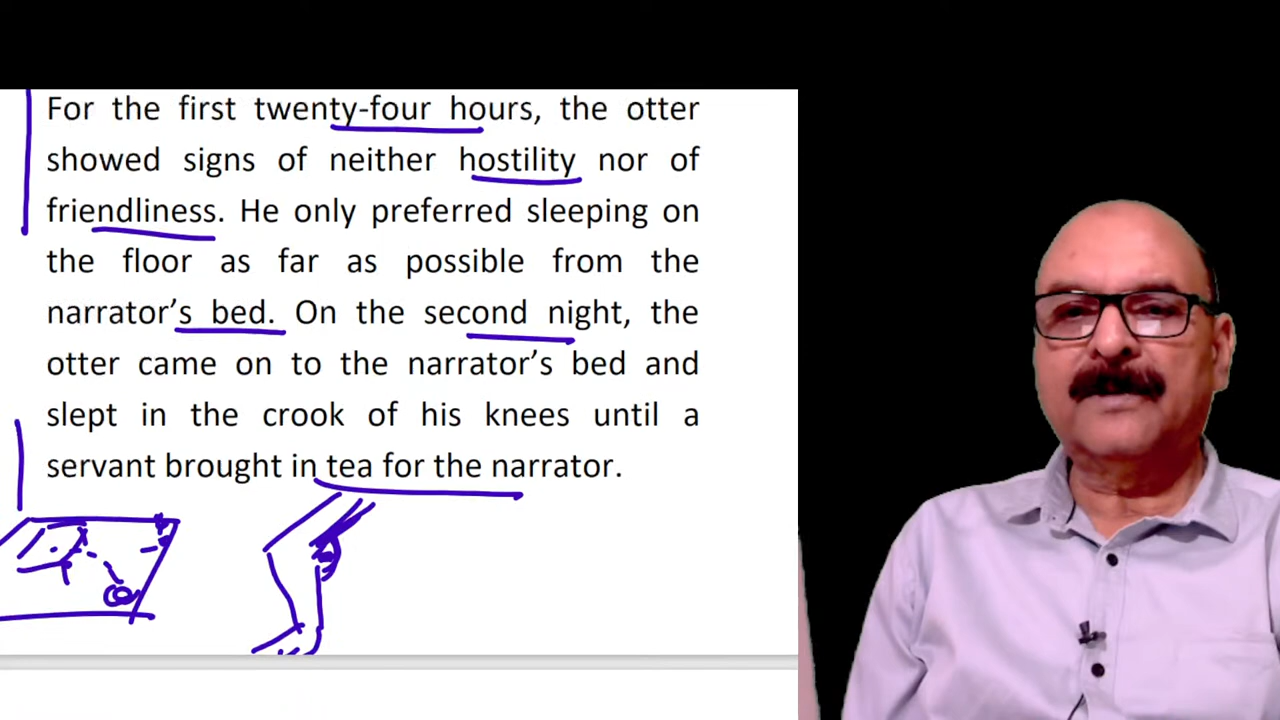 For the first twenty-four hours, the otter
showed signs of neither hostility nor of
friendliness. He only preferred sleeping on
the floor as far as possible from the
narrator’s bed. On the second night, the
otter came on to the narrator’s bed and
slept in the crook of his knees until a
servant brought in tea for the narrator.